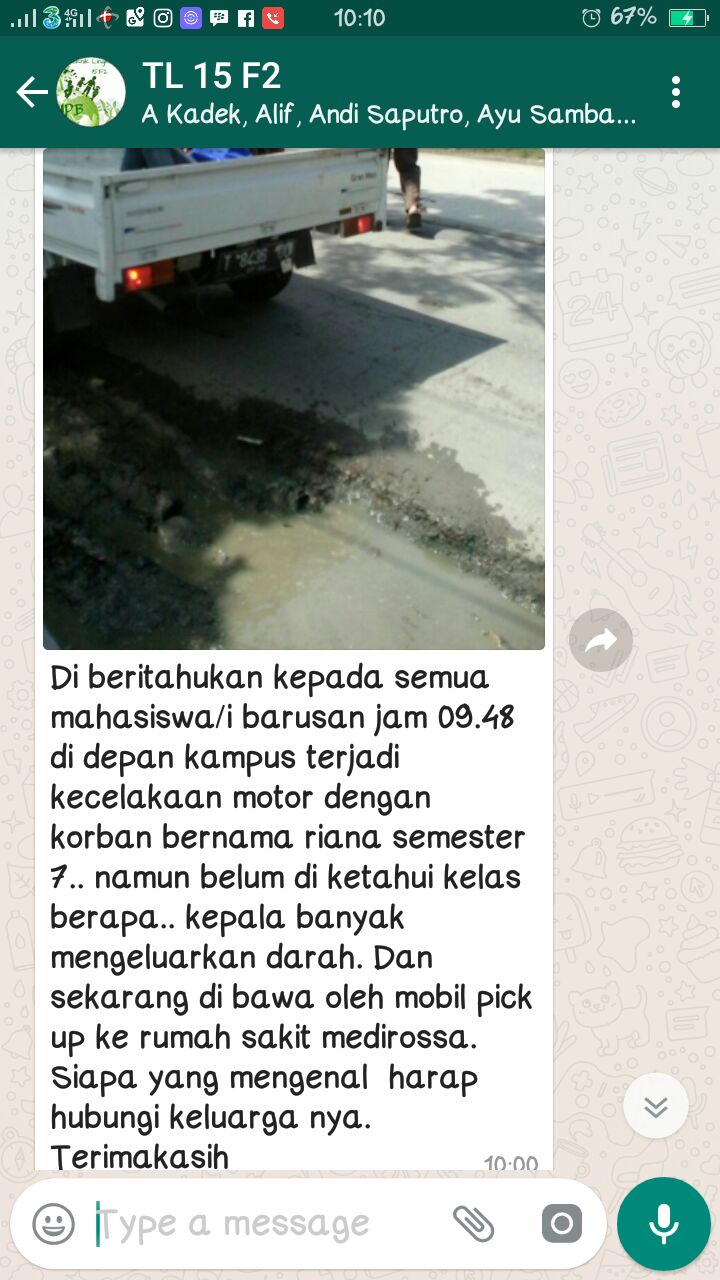 4G
10:10
67%
TL 15 F2
A Kadek, Alif, Andi Saputro, Ayu Samba...
Di beritahukan kepada semua
mahasiswa/i barusan jam 09.48
di depan kampus terjadi
kecelakaan motor dengan
korban bernama riana semester
7.. namun belum di ketahui kelas
berapa.. kepala banyak
mengeluarkan darah. Dan
sekarang di bawa oleh mobil pick
up ke rumah sakit medirossa.
Siapa yang mengenal  harap
hubungi keluarga nya.
Terimakasih
10:00
Type a message